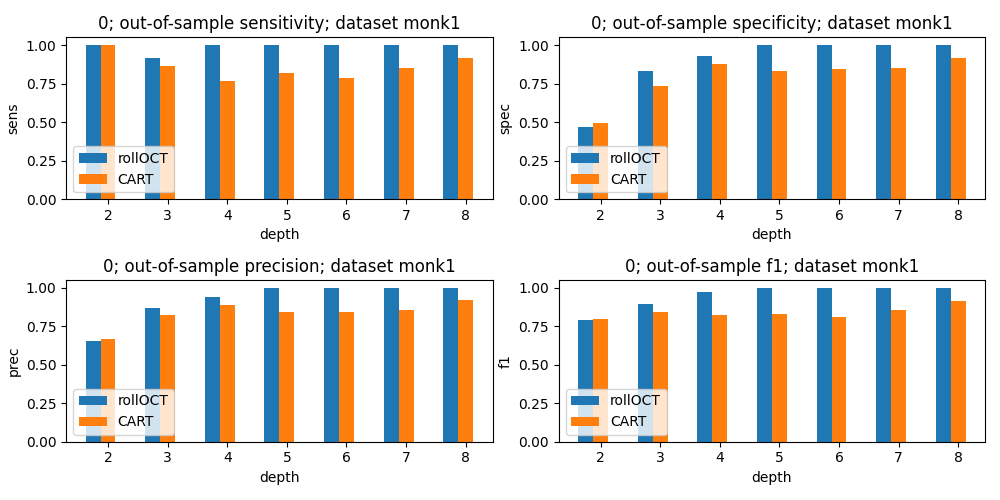 0; out-of-sample sensitivity; dataset monk1
1.00
0.75
0.50
0.25
0.00
sens
rollOCT
CART
2 3 4 5 6 7 8
depth
0; out-of-sample specificity; dataset monk1
1.00
0.75
0.50
0.25
0.00
spec
rollOCT
CART
2 3 4 5 6 7 8
depth
0; out-of-sample precision; dataset monk1
1.00
0.75
0.50
0.25
0.00
prec
rollOCT
CART
2 3 4 5 6 7 8
depth
0; out-of-sample f1; dataset monk1
1.00
0.75
0.50
0.25
0.00
f1
rollOCT
CART
2 3 4 5 6 7 8
depth